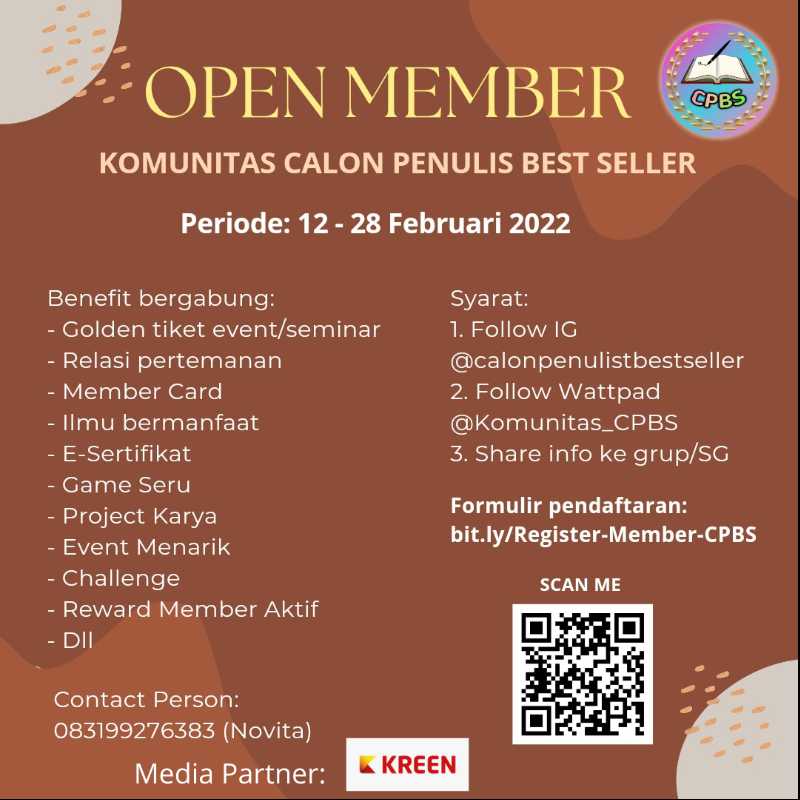 OPEN MEMBER
CPBS
KOMUNITAS CALON PENULIS BEST SELLER
Periode: 12 - 28 Februari 2022
Benefit bergabung:
- Golden tiket event/seminar
- Relasi pertemanan
- Member Card
- Ilmu bermanfaat
- E-Sertifikat
- Game Seru
- Project Karya
- Event Menarik
- Challenge
- Reward Member Aktif
- Dll
Syarat:
1. Follow IG
@calonpenulistbestseller
2. Follow Wattpad
@Komunitas_CPBS
3. Share info ke grup/SG
Formulir pendaftaran:
bit.ly/Register-Member-CPBS
SCAN ME
Contact Person:
083199276383 (Novita)
Media Partner:
KREEN